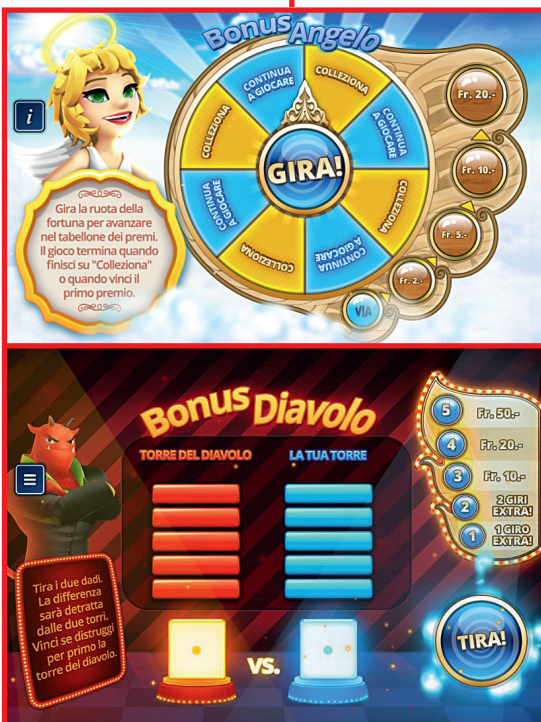 Bonus Angelo
i
COLLEZIONA
CONTINUA
A GIOCARE
COLLEZIONA
CONTINUA
A GIOCARE
COLLEZIONA
CONTINUA
A GIOCARE
COLLEZIONA
CONTINUA
A GIOCARE
GIRA!
Fr. 20.-
Fr. 10.-
Fr. 5.-
Fr. 2.-
VIA
Gira la ruota della
fortuna per avanzare
nel tabellone dei premi.
Il gioco termina quando
finisci su "Colleziona"
o quando vinci il
primo premio.
Bonus Diavolo
TORRE DEL DIAVOLO
LA TUA TORRE
5 Fr. 50.-
4 Fr. 20.-
3 Fr. 10.-
2 2 GIRI
EXTRA!
1 1 GIRO
EXTRA!
Tira i due dadi.
La differenza
sarà detratta
dalle due torri.
Vinci se distruggi
per primo la
torre del diavolo.
VS.
TIRA!